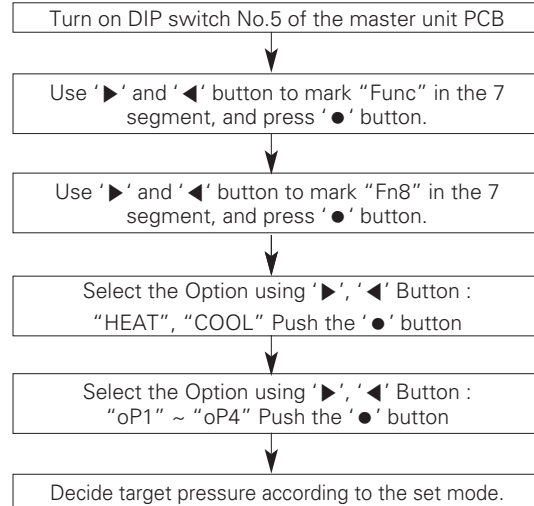 Turn on DIP switch No.5 of the master unit PCB
Use ‘▶‘ and ‘◀‘ button to mark “Func” in the 7
segment, and press ‘●‘ button.
Use ‘▶‘ and ‘◀‘ button to mark “Fn8” in the 7
segment, and press ‘●‘ button.
Select the Option using ‘▶’, ‘◀’ Button :
“HEAT”, “COOL” Push the ‘●’ button
Select the Option using ‘▶’, ‘◀’ Button :
“oP1” ~ “oP4” Push the ‘●’ button
Decide target pressure according to the set mode.